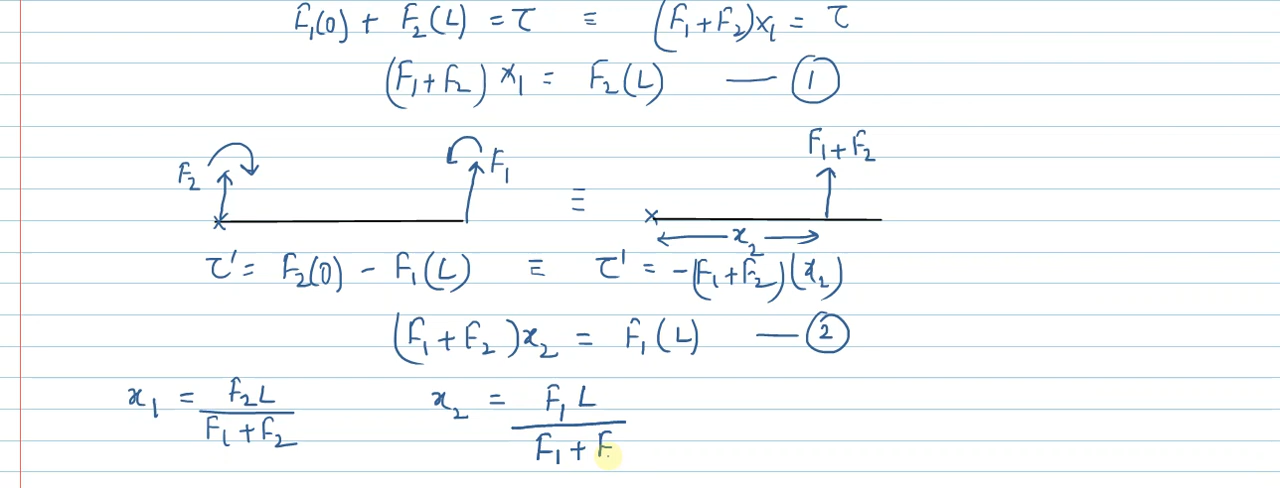 F₁(0) + F₂(L) = τ ≡ (F₁+F₂)x₁ = τ
(F₁+F₂)x₁ = F₂(L) — ①
F₂ F₁ ≡ F₁+F₂
x₂
τ' = F₂(0) - F₁(L) ≡ τ' = -(F₁+F₂)(x₂)
(F₁+F₂)x₂ = F₁(L) — ②
x₁ = F₂L / F₁+F₂ x₂ = F₁L / F₁+F